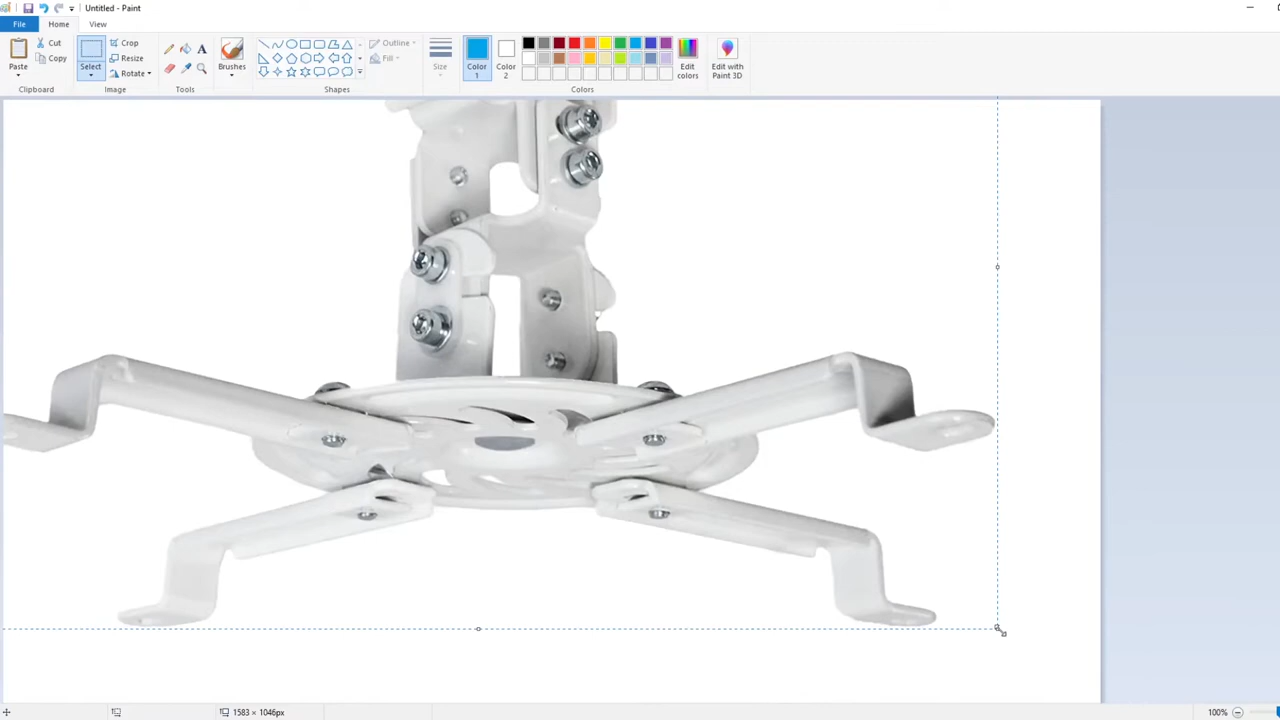 Untitled - Paint
File Home View
Paste
Cut
Copy
Clipboard
Select
Crop
Resize
Rotate
Image
Tools
Brushes
Outline
Fill
Shapes
Size
Color 1
Color 2
Edit colors
Colors
Edit with Paint 3D
1583 × 1046px
100%